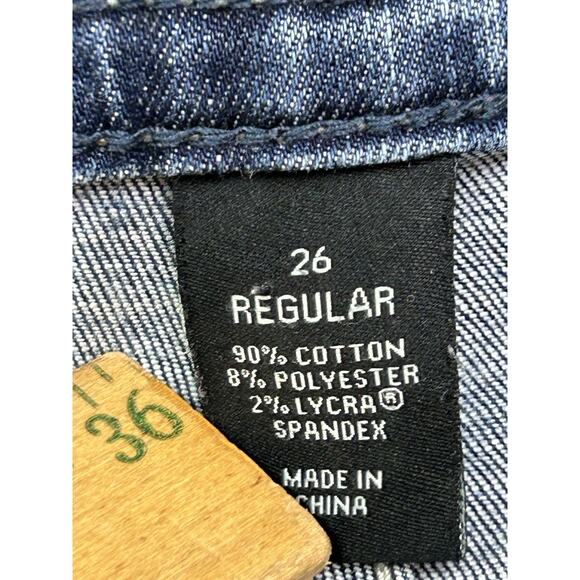 26
REGULAR
90% COTTON
8% POLYESTER
2% LYCRA®
SPANDEX
MADE IN
CHINA
36